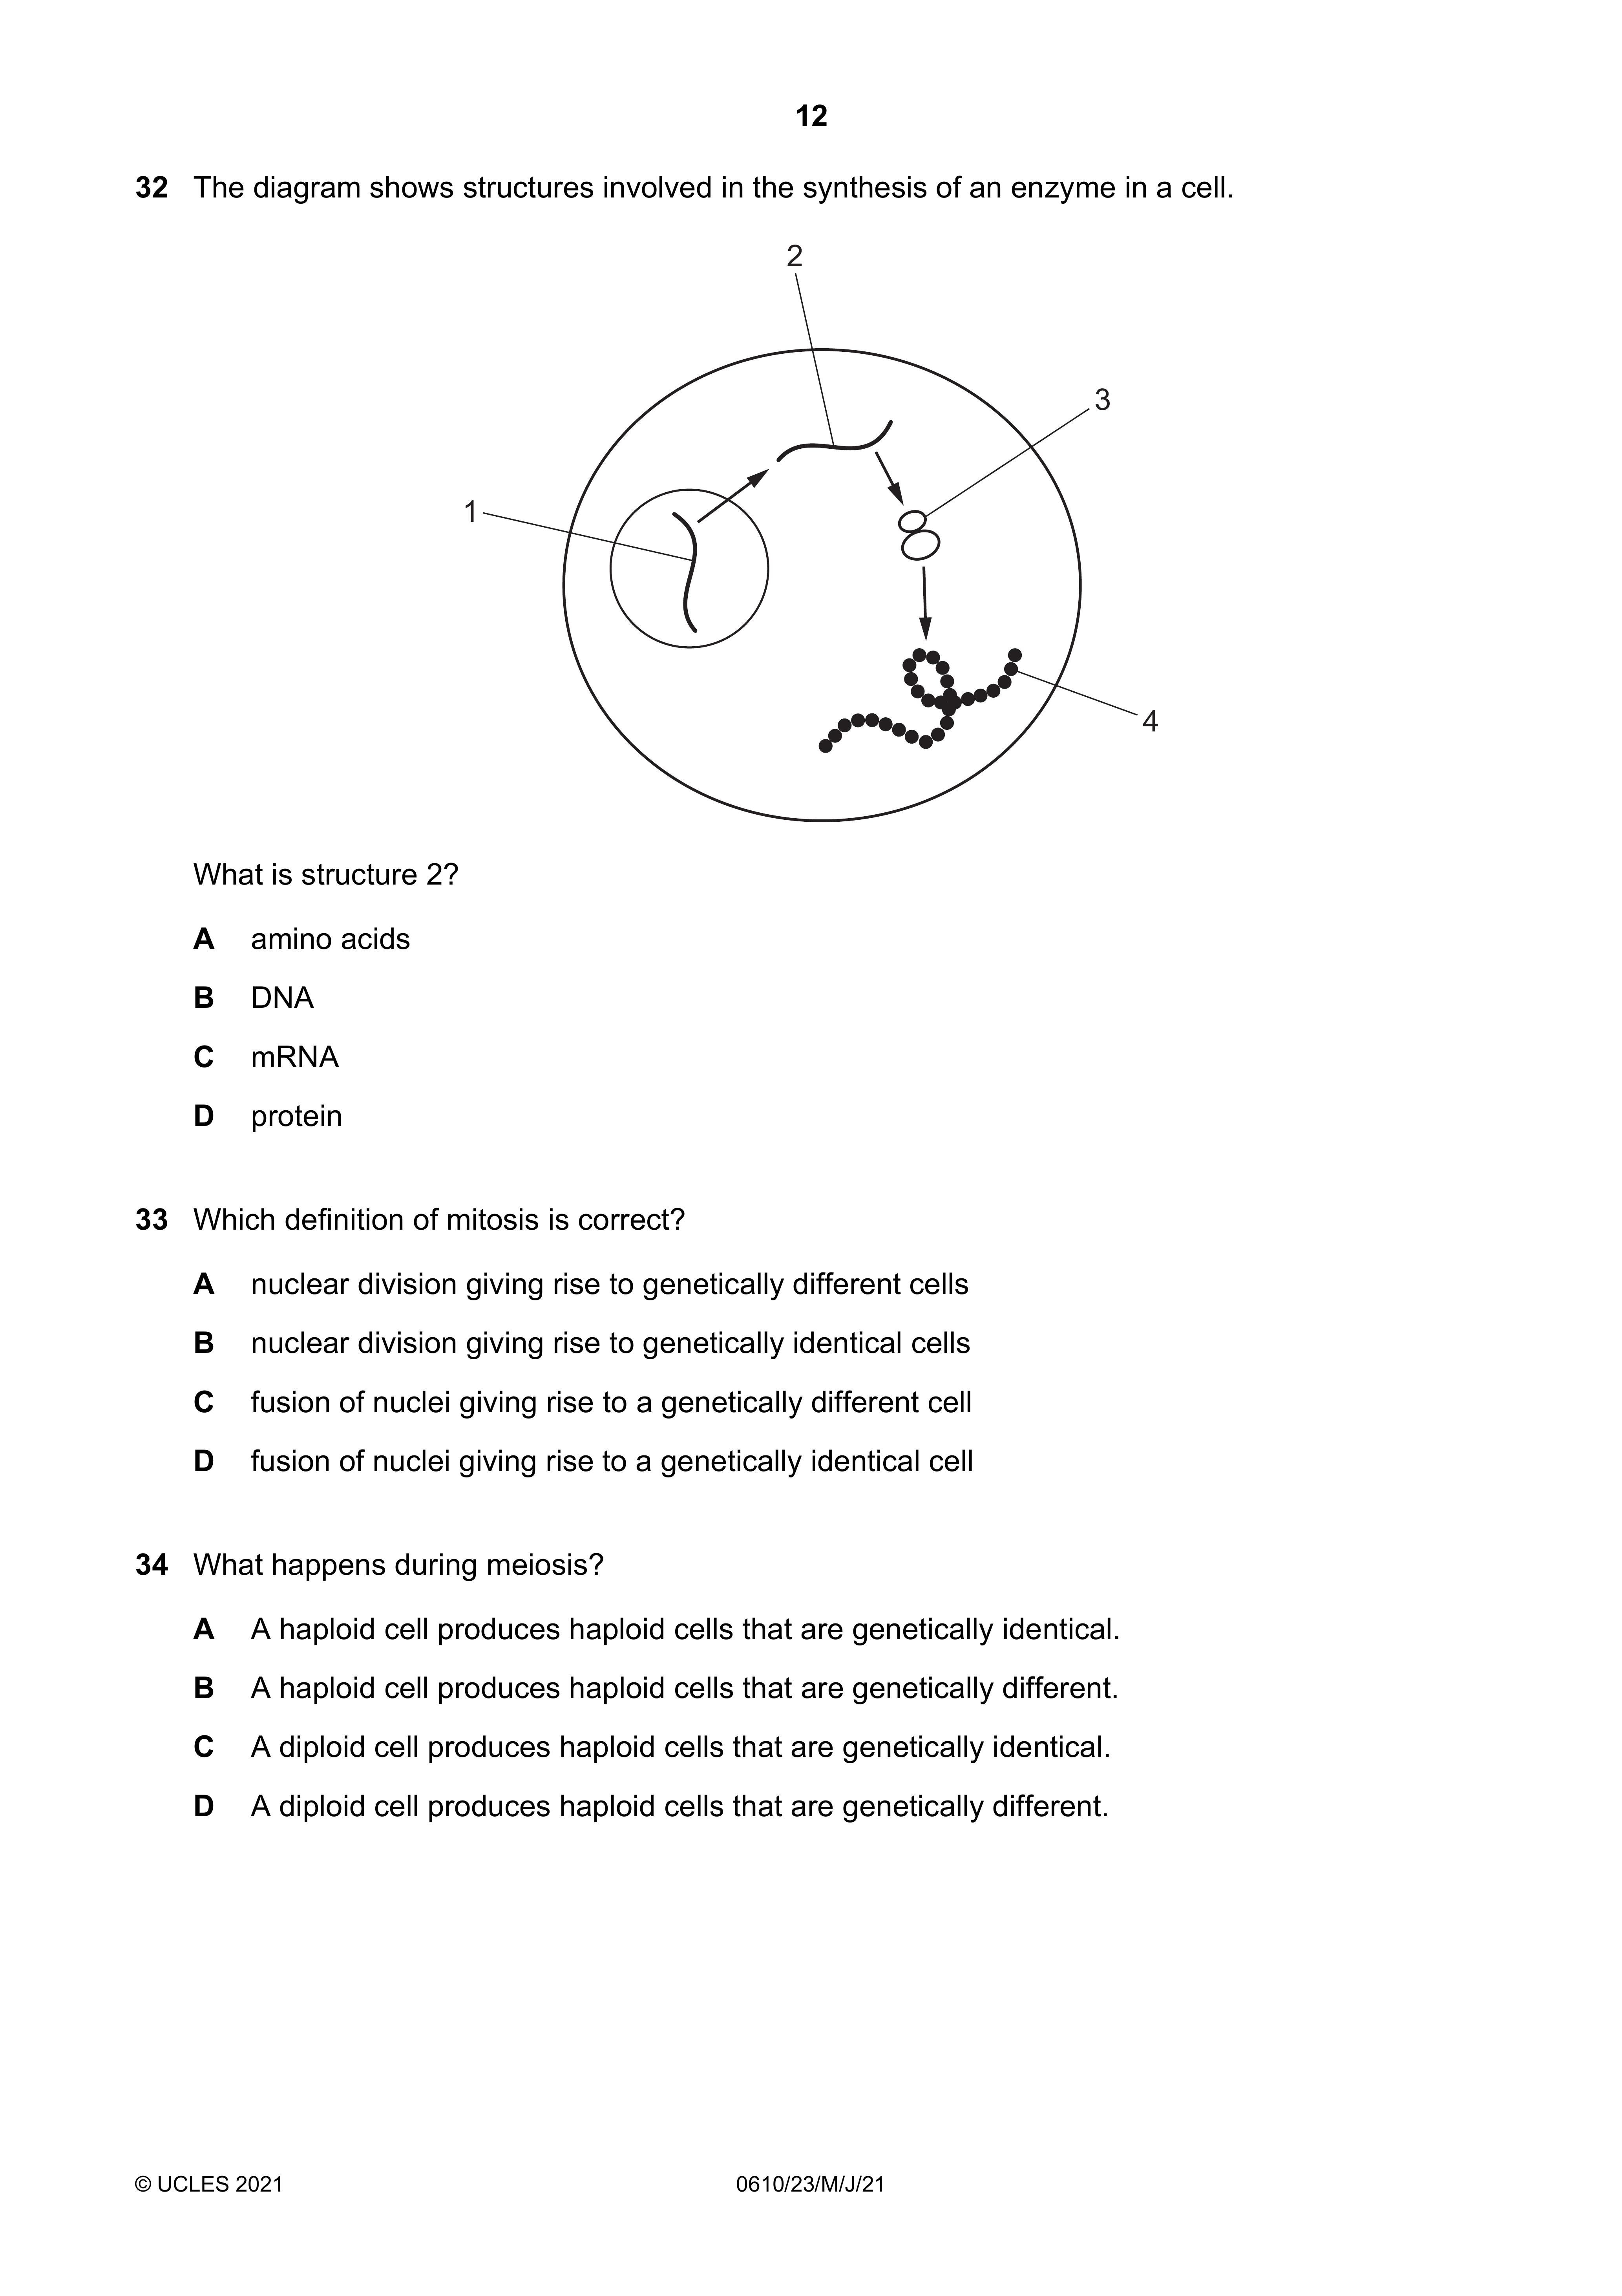 12
32 The diagram shows structures involved in the synthesis of an enzyme in a cell.
2
3
1
4
What is structure 2?
A amino acids
B DNA
C mRNA
D protein
33 Which definition of mitosis is correct?
A nuclear division giving rise to genetically different cells
B nuclear division giving rise to genetically identical cells
C fusion of nuclei giving rise to a genetically different cell
D fusion of nuclei giving rise to a genetically identical cell
34 What happens during meiosis?
A A haploid cell produces haploid cells that are genetically identical.
B A haploid cell produces haploid cells that are genetically different.
C A diploid cell produces haploid cells that are genetically identical.
D A diploid cell produces haploid cells that are genetically different.
© UCLES 2021 0610/23/M/J/21